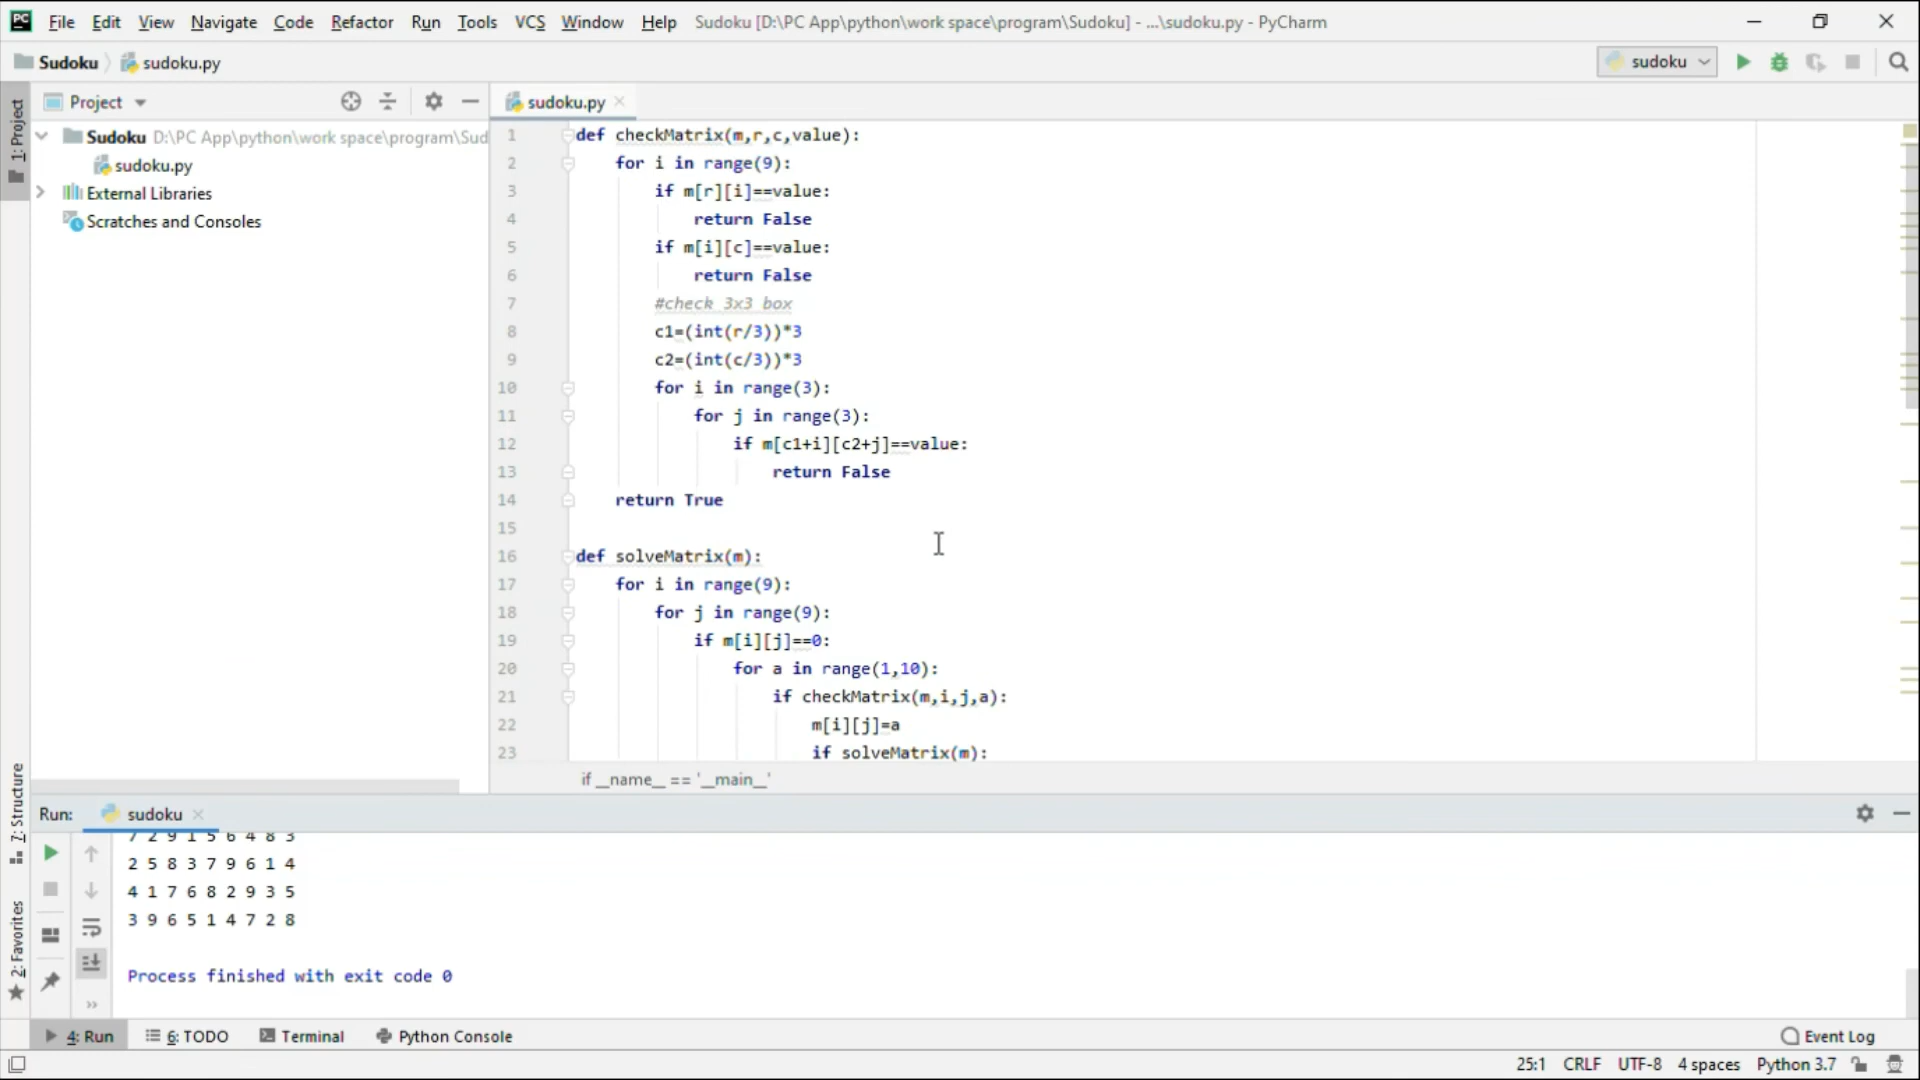 PC File Edit View Navigate Code Refactor Run Tools VCS Window Help Sudoku [D:\PC App\python\work space\program\Sudoku] - ...\sudoku.py - PyCharm
Sudoku sudoku.py sudoku
Project sudoku.py
1: Project
Sudoku D:\PC App\python\work space\program\Sud
sudoku.py
External Libraries
Scratches and Consoles
1 def checkMatrix(m,r,c,value):
2 for i in range(9):
3 if m[r][i]==value:
4 return False
5 if m[i][c]==value:
6 return False
7 #check 3x3 box
8 c1=(int(r/3))*3
9 c2=(int(c/3))*3
10 for i in range(3):
11 for j in range(3):
12 if m[c1+i][c2+j]==value:
13 return False
14 return True
15
16 def solveMatrix(m):
17 for i in range(9):
18 for j in range(9):
19 if m[i][j]==0:
20 for a in range(1,10):
21 if checkMatrix(m,i,j,a):
22 m[i][j]=a
23 if solveMatrix(m):
if __name__ == '__main__'
7: Structure
2: Favorites
Run: sudoku
7 2 9 1 5 6 4 8 3
2 5 8 3 7 9 6 1 4
4 1 7 6 8 2 9 3 5
3 9 6 5 1 4 7 2 8
Process finished with exit code 0
4: Run 6: TODO Terminal Python Console Event Log
25:1 CRLF UTF-8 4 spaces Python 3.7